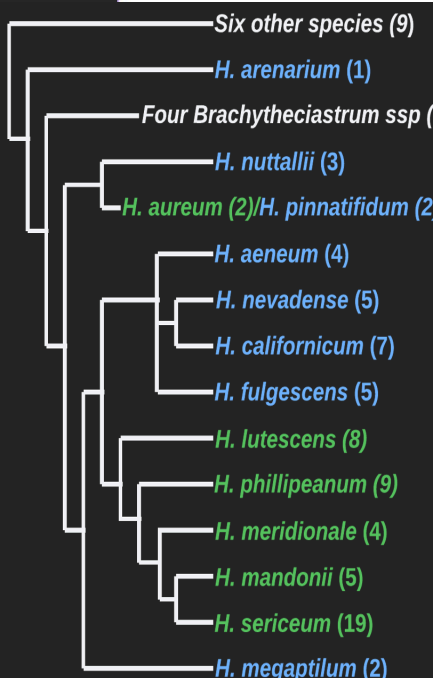 Six other species (9)
H. arenarium (1)
Four Brachytheciastrum ssp (
H. nuttallii (3)
H. aureum (2)/H. pinnatifidum (2
H. aeneum (4)
H. nevadense (5)
H. californicum (7)
H. fulgescens (5)
H. lutescens (8)
H. phillipeanum (9)
H. meridionale (4)
H. mandonii (5)
H. sericeum (19)
H. megaptilum (2)